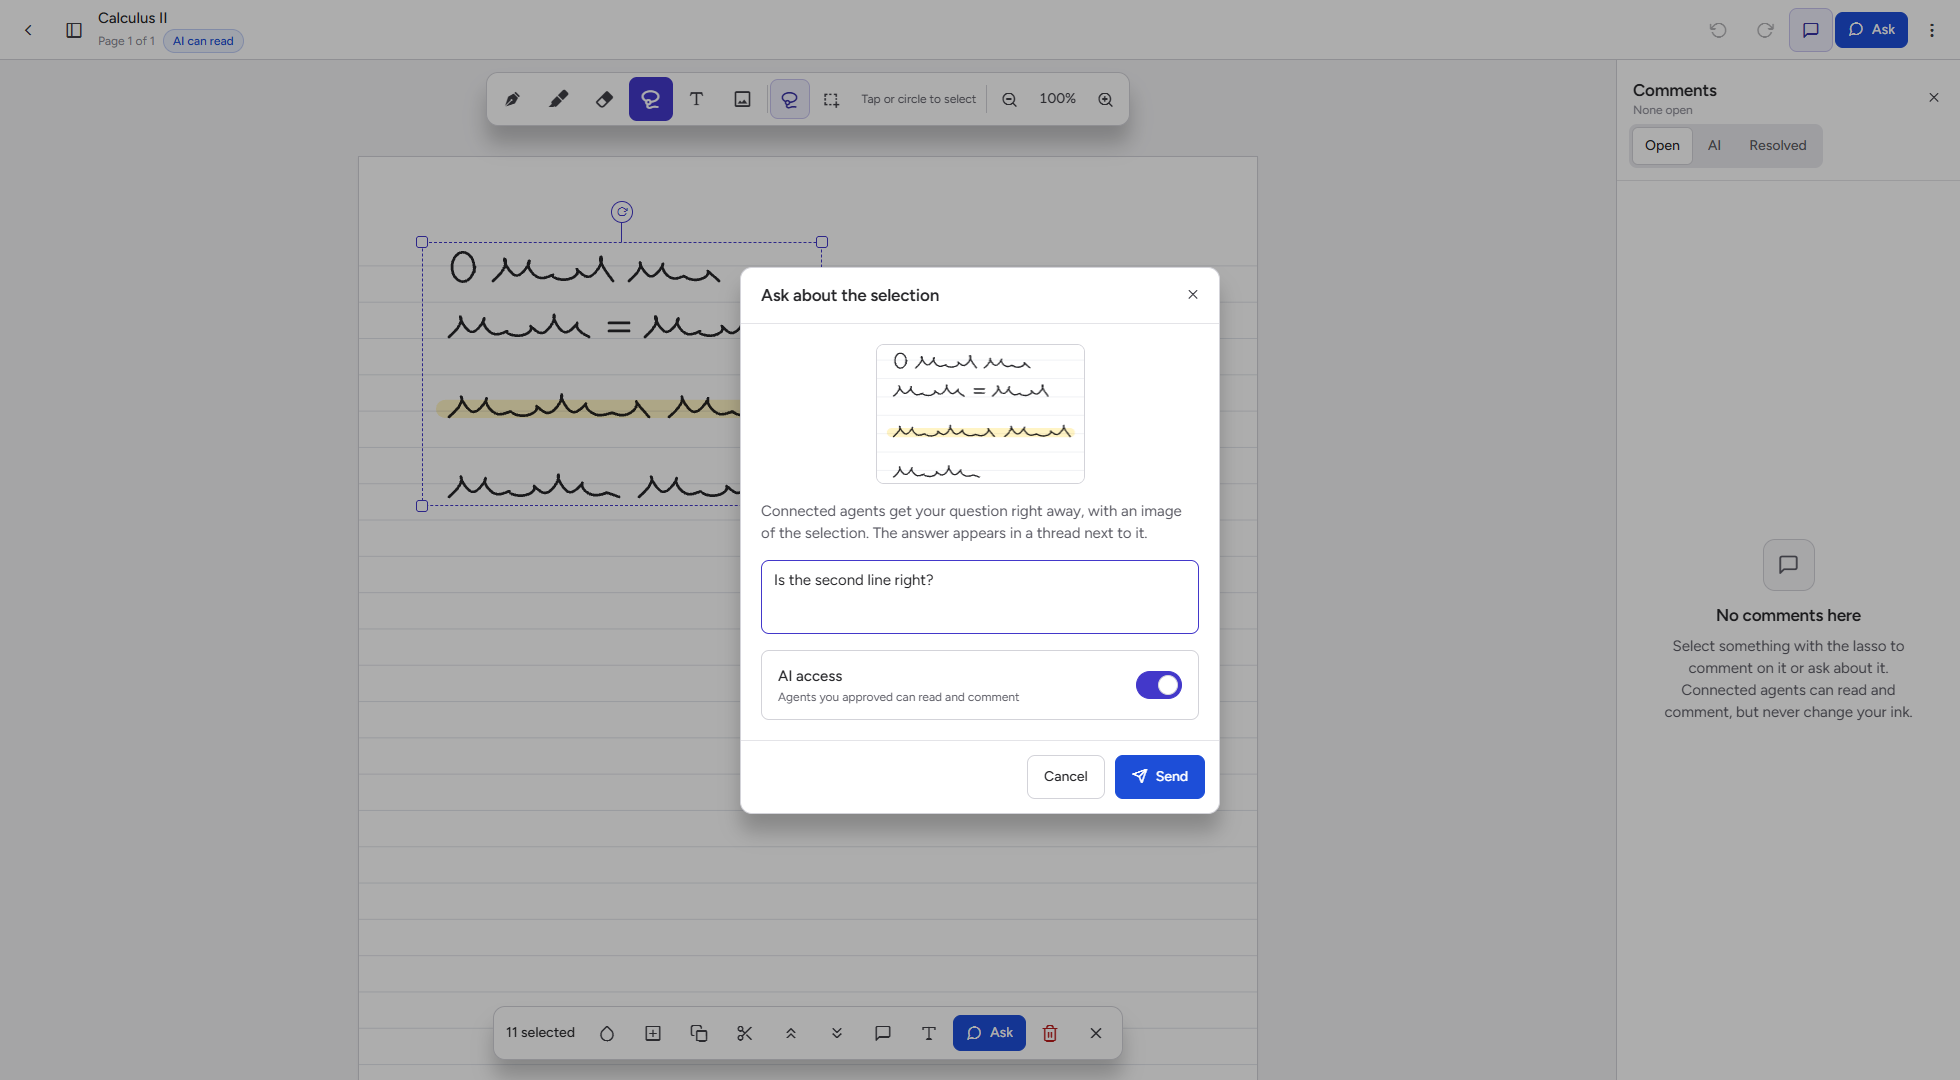 Calculus II
Page 1 of 1 AI can read
Ask
Tap or circle to select 100%
Comments
None open
Open AI Resolved
No comments here
Select something with the lasso to
comment on it or ask about it.
Connected agents can read and
comment, but never change your ink.
Ask about the selection
Connected agents get your question right away, with an image
of the selection. The answer appears in a thread next to it.
Is the second line right?
AI access
Agents you approved can read and comment
Cancel Send
11 selected Ask